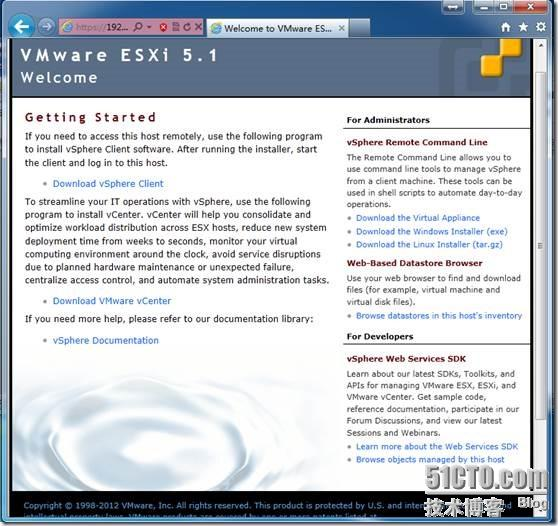 https://192...
Welcome to VMware ES...
VMware ESXi 5.1
Welcome
Getting Started
If you need to access this host remotely, use the following program
to install vSphere Client software. After running the installer, start
the client and log in to this host.
Download vSphere Client
To streamline your IT operations with vSphere, use the following
program to install vCenter. vCenter will help you consolidate and
optimize workload distribution across ESX hosts, reduce new system
deployment time from weeks to seconds, monitor your virtual
computing environment around the clock, avoid service disruptions
due to planned hardware maintenance or unexpected failure,
centralize access control, and automate system administration tasks.
Download VMware vCenter
If you need more help, please refer to our documentation library:
vSphere Documentation
For Administrators
vSphere Remote Command Line
The Remote Command Line allows you to
use command line tools to manage vSphere
from a client machine. These tools can be
used in shell scripts to automate day-to-day
operations.
Download the Virtual Appliance
Download the Windows Installer (exe)
Download the Linux Installer (tar.gz)
Web-Based Datastore Browser
Use your web browser to find and download
files (for example, virtual machine and
virtual disk files).
Browse datastores in this host's inventory
For Developers
vSphere Web Services SDK
Learn about our latest SDKs, Toolkits, and
APIs for managing VMware ESX, ESXi, and
VMware vCenter. Get sample code,
reference documentation, participate in our
Forum Discussions, and view our latest
Sessions and Webinars.
Learn more about the Web Services SDK
Browse objects managed by this host
51CTO.com
技术博客 Blog
Copyright © 1998-2012 VMware, Inc. All rights reserved. This product is protected by U.S. and
intellectual property laws. VMware products are covered by one or more patents listed at